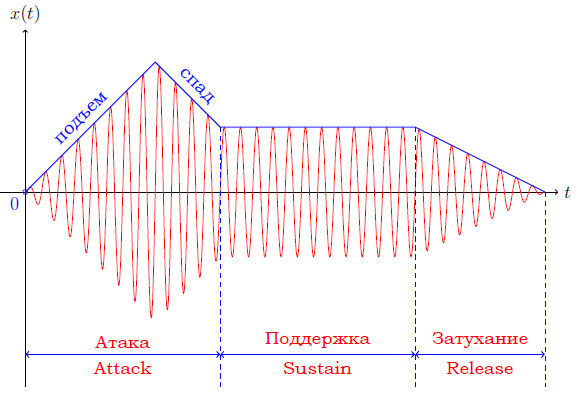 x(t)
подъем
спад
0
t
Атака
Поддержка
Затухание
Attack
Sustain
Release